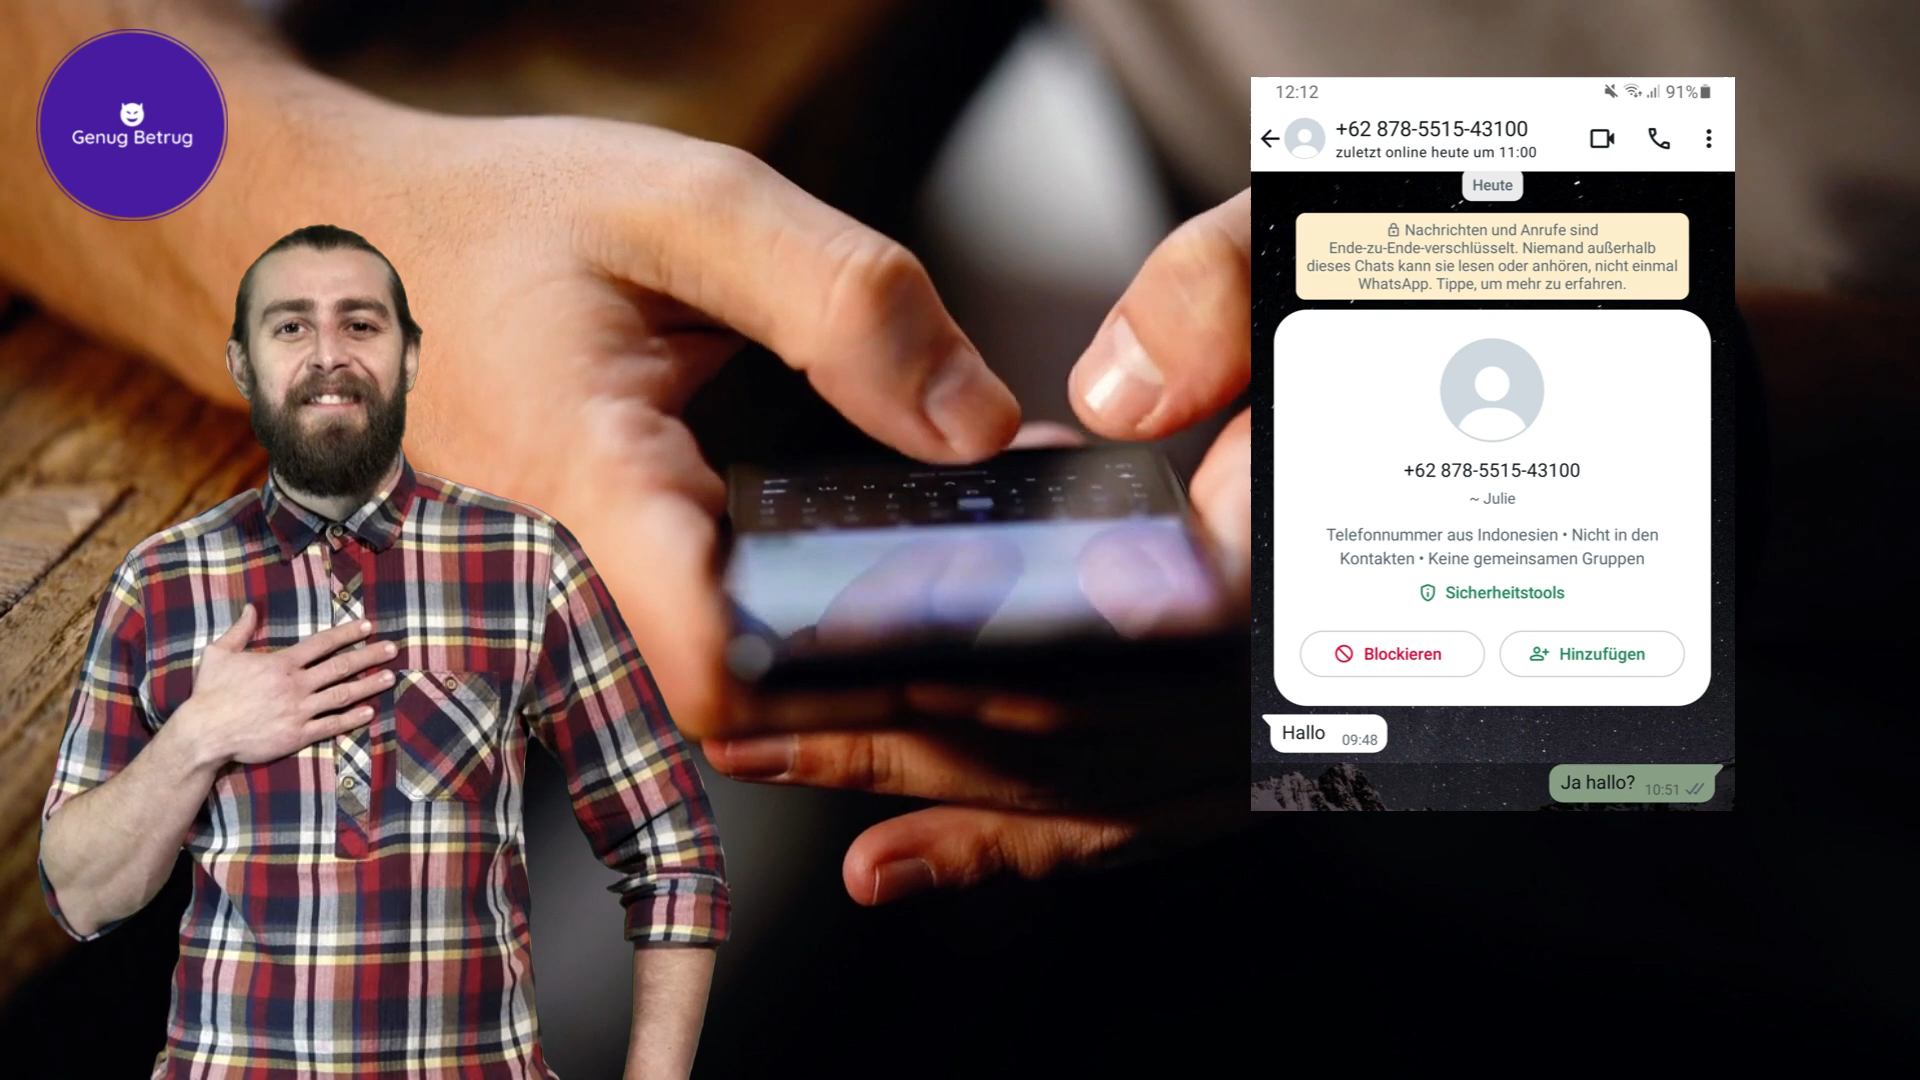 Genug Betrug
12:12
91%
+62 878-5515-43100
zuletzt online heute um 11:00
Heute
Nachrichten und Anrufe sind
Ende-zu-Ende-verschlüsselt. Niemand außerhalb
dieses Chats kann sie lesen oder anhören, nicht einmal
WhatsApp. Tippe, um mehr zu erfahren.
+62 878-5515-43100
~ Julie
Telefonnummer aus Indonesien • Nicht in den
Kontakten • Keine gemeinsamen Gruppen
Sicherheitstools
Blockieren
Hinzufügen
Hallo 09:48
Ja hallo? 10:51